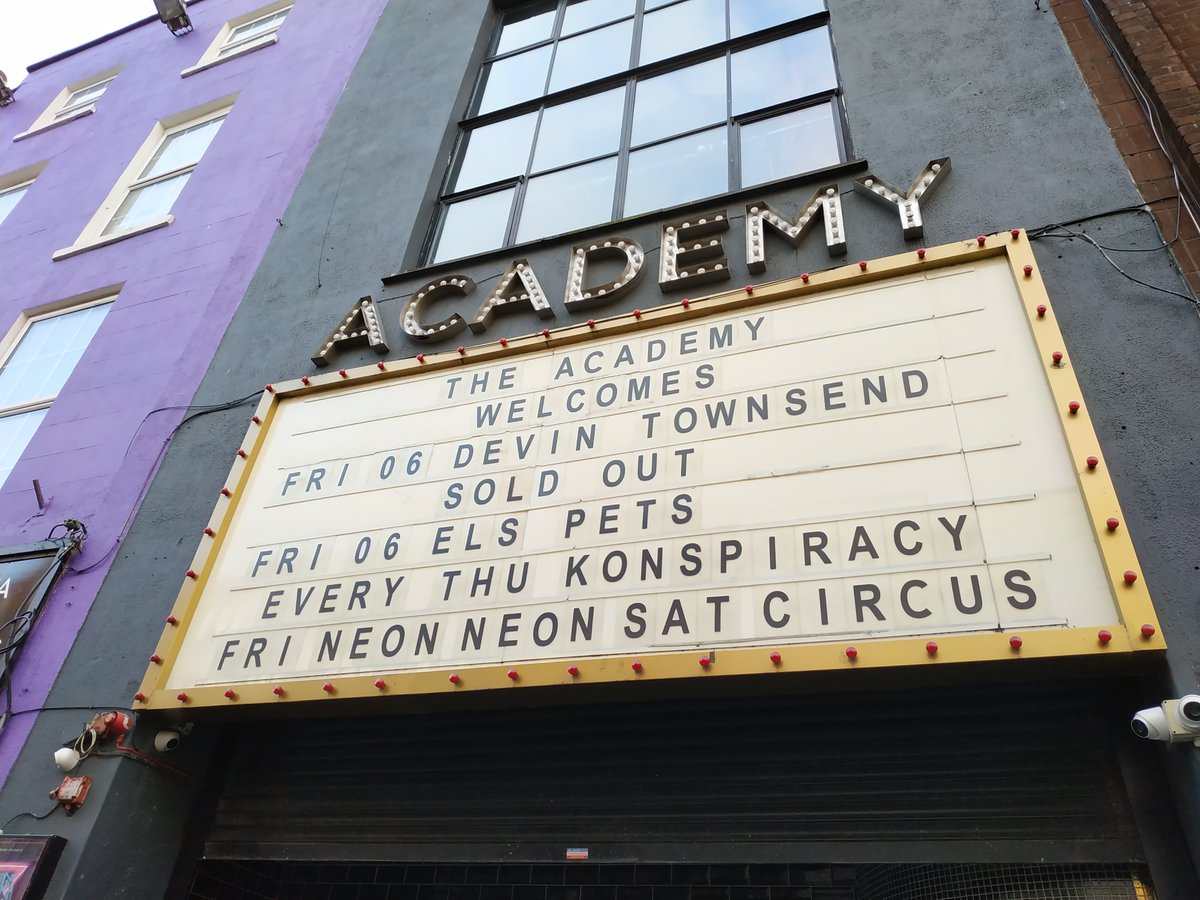 ACADEMY
THE ACADEMY
WELCOMES
FRI 06 DEVIN TOWNSEND
SOLD OUT
FRI 06 ELS PETS
EVERY THU KONSPIRACY
FRI NEON NEON SAT CIRCUS
A